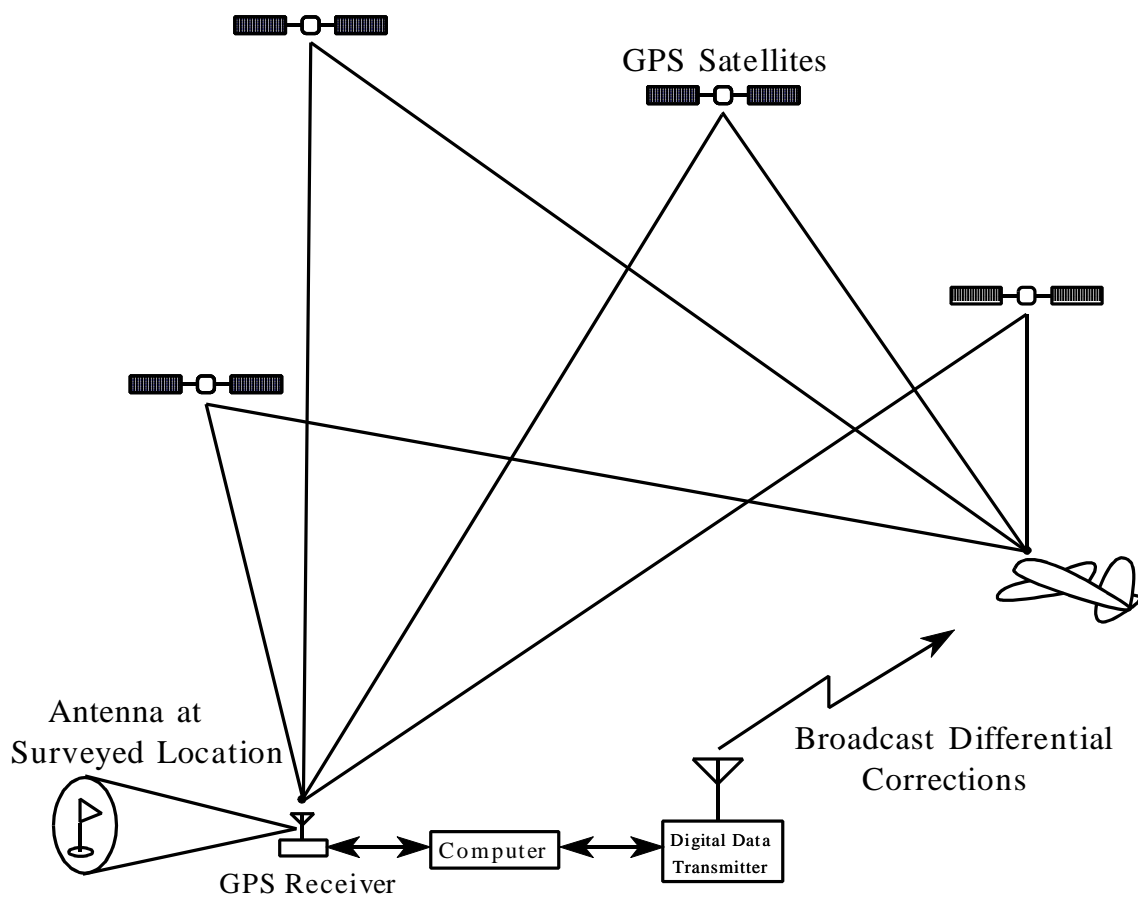 GPS Satellites
Antenna at
Surveyed Location
Broadcast Differential
Corrections
GPS Receiver
Computer
Digital Data
Transmitter